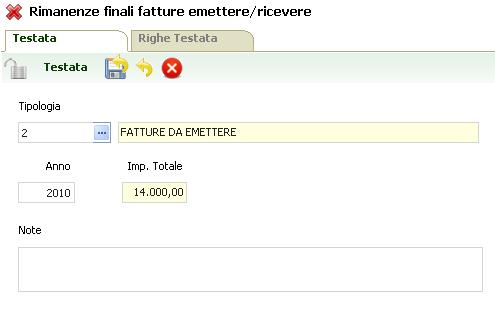 Rimanenze finali fatture emettere/ricevere
Testata Righe Testata
Testata
Tipologia
2 ... FATTURE DA EMETTERE
Anno Imp. Totale
2010 14.000,00
Note